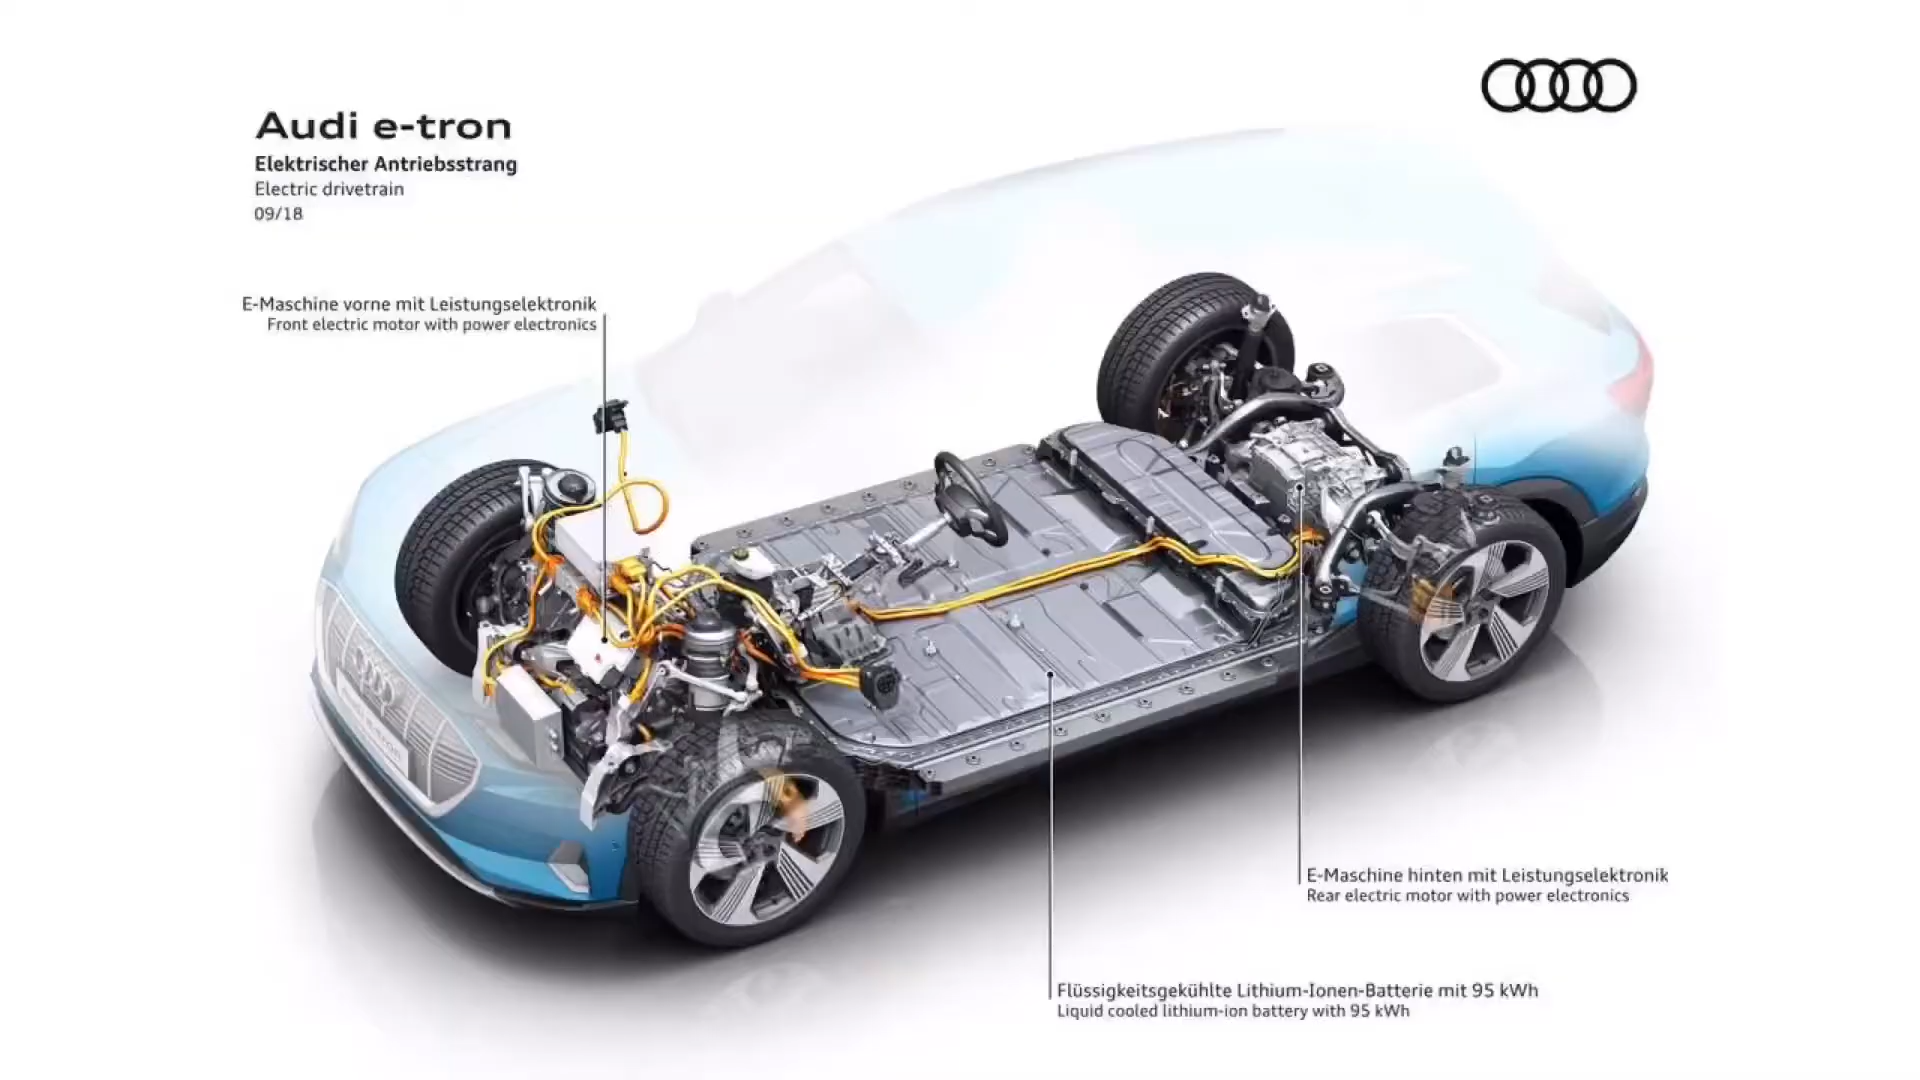 Audi e-tron
Elektrischer Antriebsstrang
Electric drivetrain
09/18
E-Maschine vorne mit Leistungselektronik
Front electric motor with power electronics
E-Maschine hinten mit Leistungselektronik
Rear electric motor with power electronics
Flüssigkeitsgekühlte Lithium-Ionen-Batterie mit 95 kWh
Liquid cooled lithium-ion battery with 95 kWh